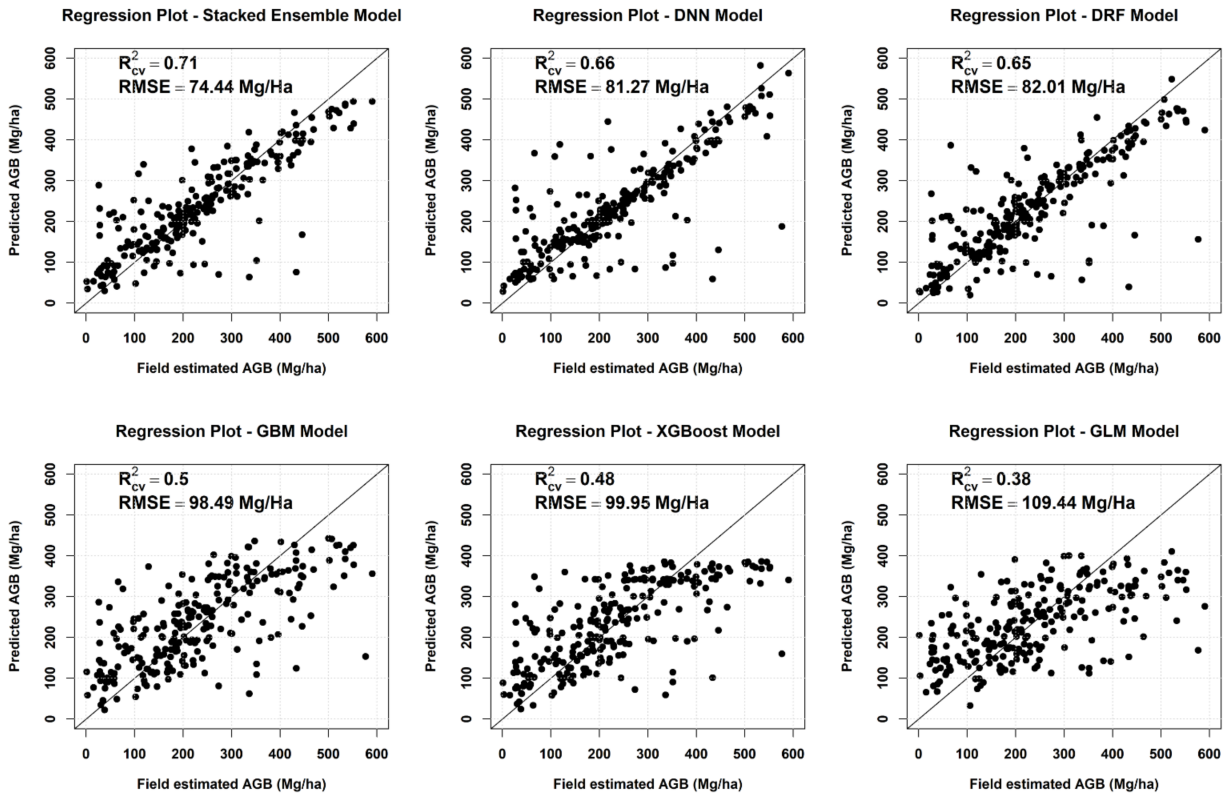 Regression Plot - Stacked Ensemble Model
R²cv = 0.71
RMSE = 74.44 Mg/Ha
Predicted AGB (Mg/ha)
600
500
400
300
200
100
0
0 100 200 300 400 500 600
Field estimated AGB (Mg/ha)
Regression Plot - DNN Model
R²cv = 0.66
RMSE = 81.27 Mg/Ha
Predicted AGB (Mg/ha)
600
500
400
300
200
100
0
0 100 200 300 400 500 600
Field estimated AGB (Mg/ha)
Regression Plot - DRF Model
R²cv = 0.65
RMSE = 82.01 Mg/Ha
Predicted AGB (Mg/ha)
600
500
400
300
200
100
0
0 100 200 300 400 500 600
Field estimated AGB (Mg/ha)
Regression Plot - GBM Model
R²cv = 0.5
RMSE = 98.49 Mg/Ha
Predicted AGB (Mg/ha)
600
500
400
300
200
100
0
0 100 200 300 400 500 600
Field estimated AGB (Mg/ha)
Regression Plot - XGBoost Model
R²cv = 0.48
RMSE = 99.95 Mg/Ha
Predicted AGB (Mg/ha)
600
500
400
300
200
100
0
0 100 200 300 400 500 600
Field estimated AGB (Mg/ha)
Regression Plot - GLM Model
R²cv = 0.38
RMSE = 109.44 Mg/Ha
Predicted AGB (Mg/ha)
600
500
400
300
200
100
0
0 100 200 300 400 500 600
Field estimated AGB (Mg/ha)